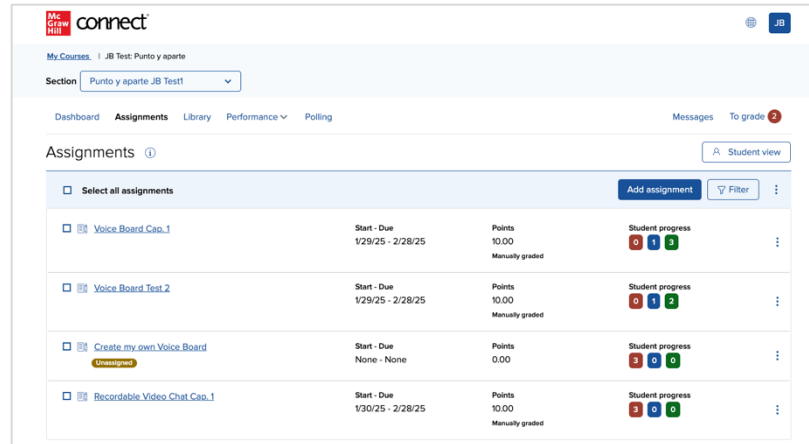 Mc
Graw
Hill
connect
JB
My Courses | JB Test: Punto y aparte
Section Punto y aparte JB Test1
Dashboard Assignments Library Performance Polling Messages To grade 2
Assignments Student view
Select all assignments Add assignment Filter
Voice Board Cap. 1 Start - Due Points Student progress
1/29/25 - 2/28/25 10.00 0 1 3
Manually graded
Voice Board Test 2 Start - Due Points Student progress
1/29/25 - 2/28/25 10.00 0 1 2
Manually graded
Create my own Voice Board Start - Due Points Student progress
Unassigned None - None 0.00 3 0 0
Recordable Video Chat Cap. 1 Start - Due Points Student progress
1/30/25 - 2/28/25 10.00 3 0 0
Manually graded